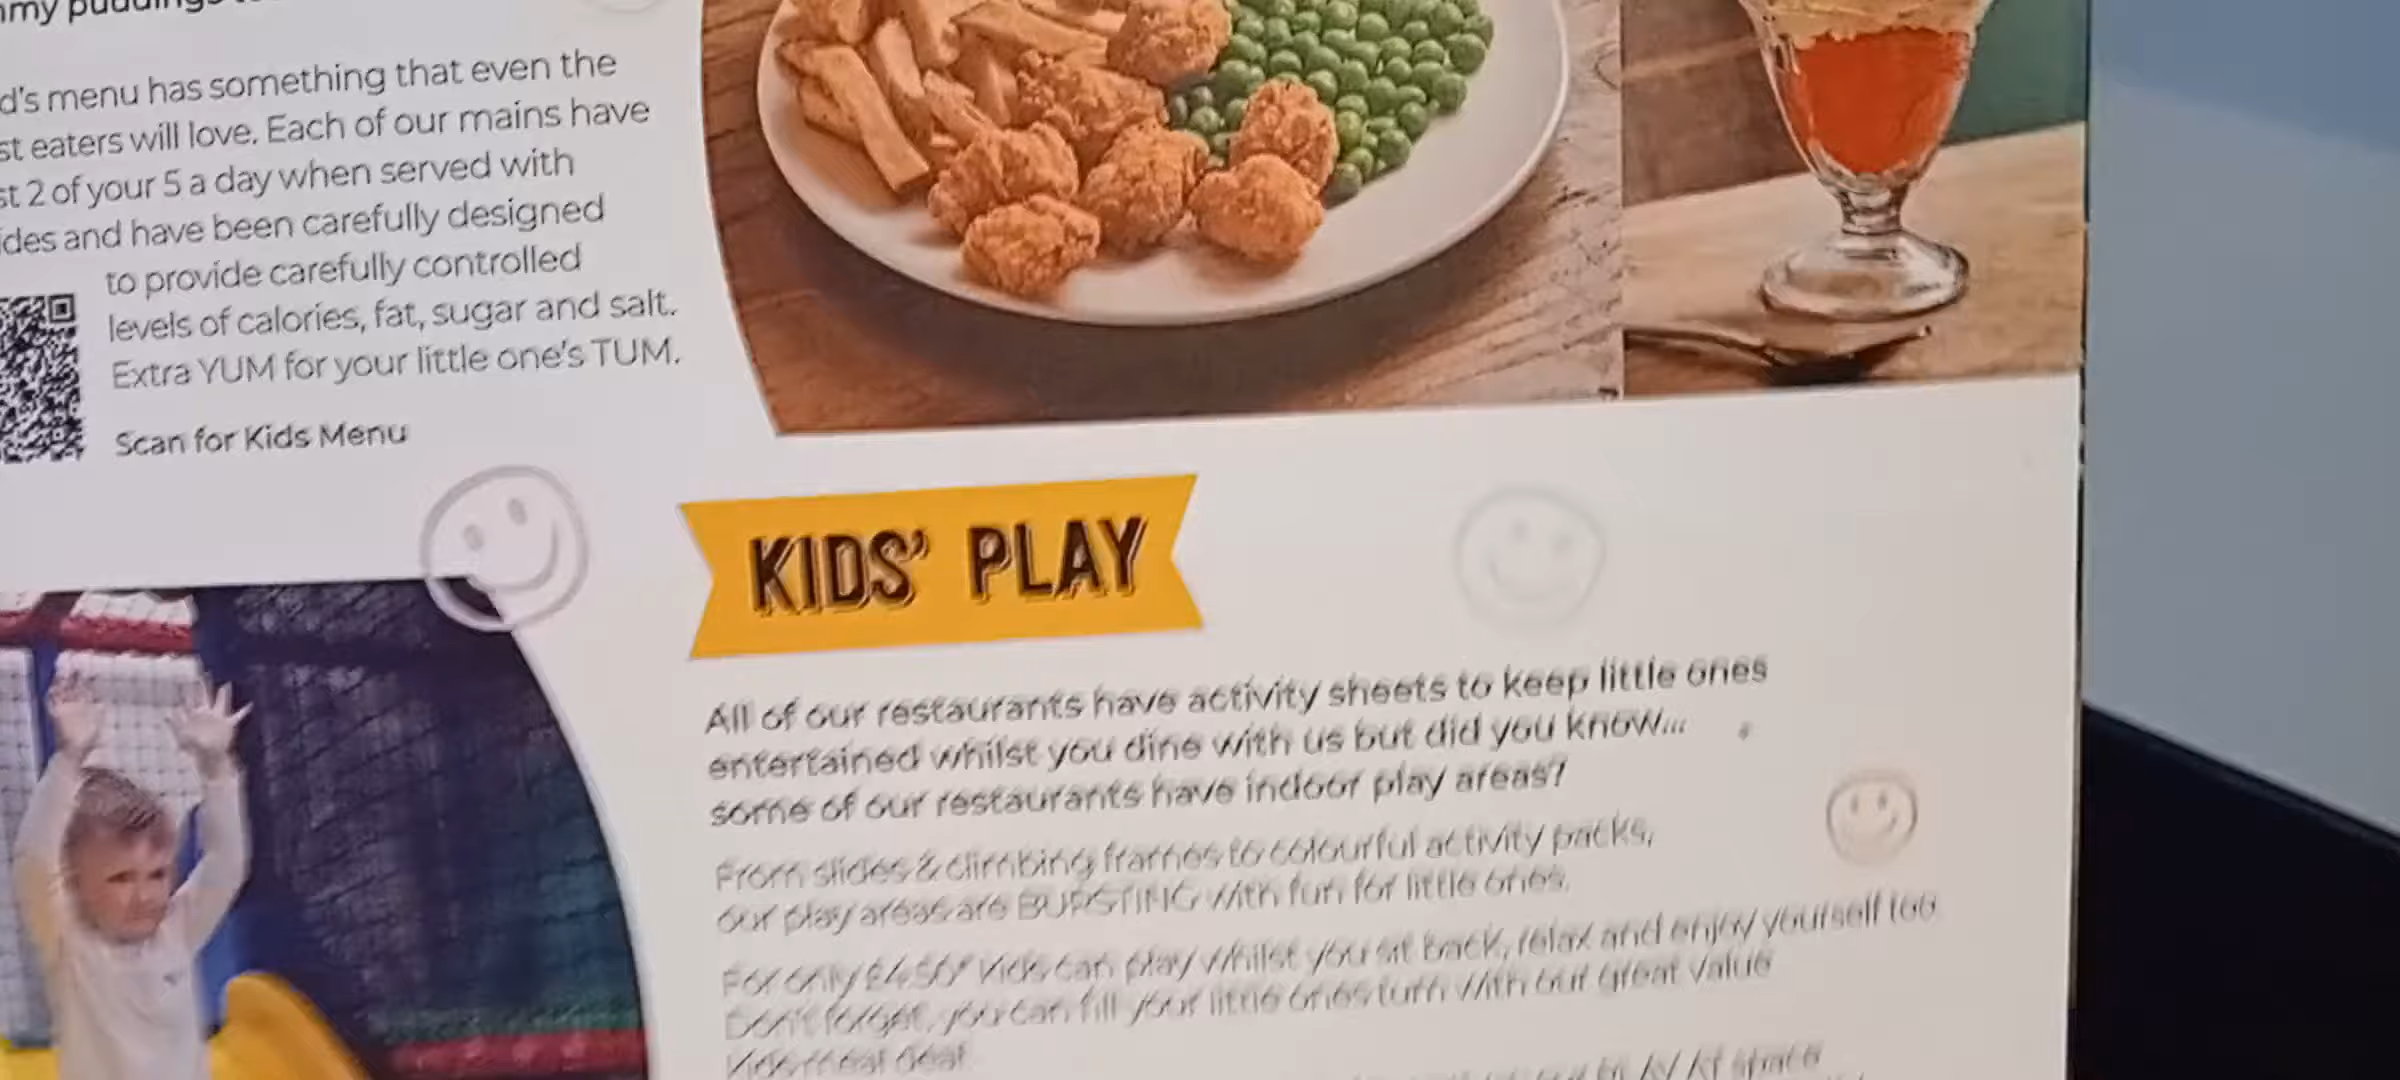 puddings
d's menu has something that even the
st eaters will love. Each of our mains have
st 2 of your 5 a day when served with
ides and have been carefully designed
to provide carefully controlled
levels of calories, fat, sugar and salt.
Extra YUM for your little one's TUM.
Scan for Kids Menu
KIDS' PLAY
All of our restaurants have activity sheets to keep little ones
entertained whilst you dine with us but did you know...
some of our restaurants have indoor play areas?
From slides & climbing frames to colourful activity packs,
our play areas are BURSTING with fun for little ones.
For only £4.50* kids can play whilst you sit back, relax and enjoy yourself too.
Don't forget, you can fill your little ones tum with our great value
kids meal deal.
space